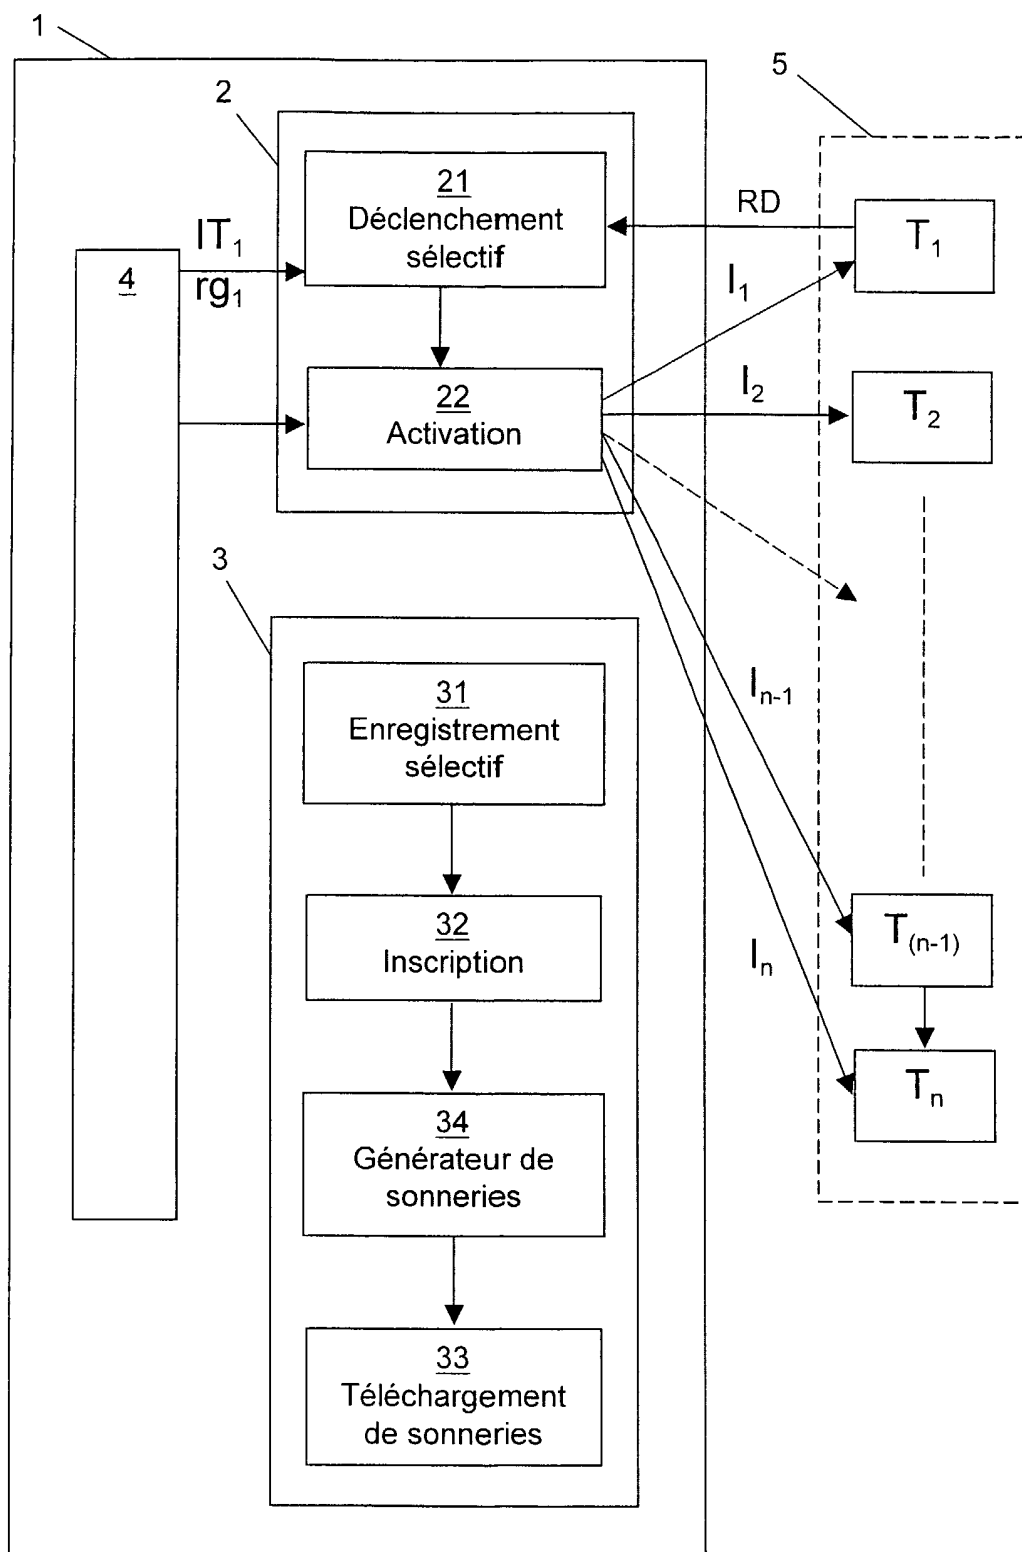 1
5
2
21
Déclenchement
sélectif
RD
T1
IT1
rg1
4
I1
I2
T2
22
Activation
3
31
Enregistrement
sélectif
In-1
32
Inscription
T(n-1)
In
Tn
34
Générateur de
sonneries
33
Téléchargement
de sonneries